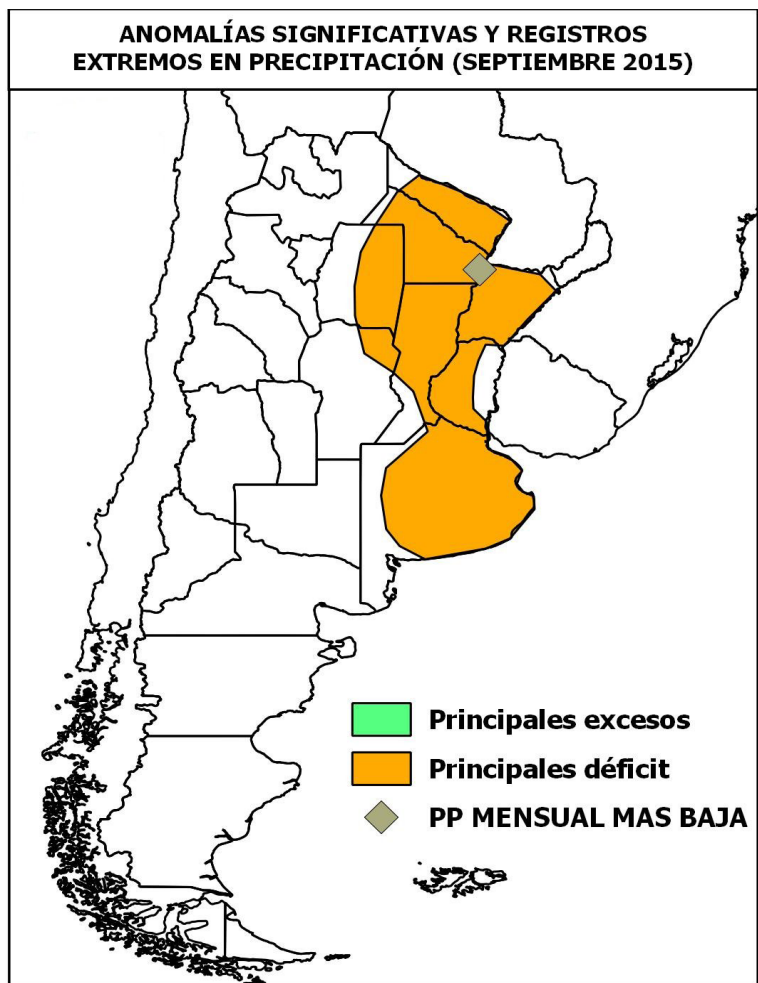 ANOMALÍAS SIGNIFICATIVAS Y REGISTROS
EXTREMOS EN PRECIPITACIÓN (SEPTIEMBRE 2015)
Principales excesos
Principales déficit
PP MENSUAL MAS BAJA